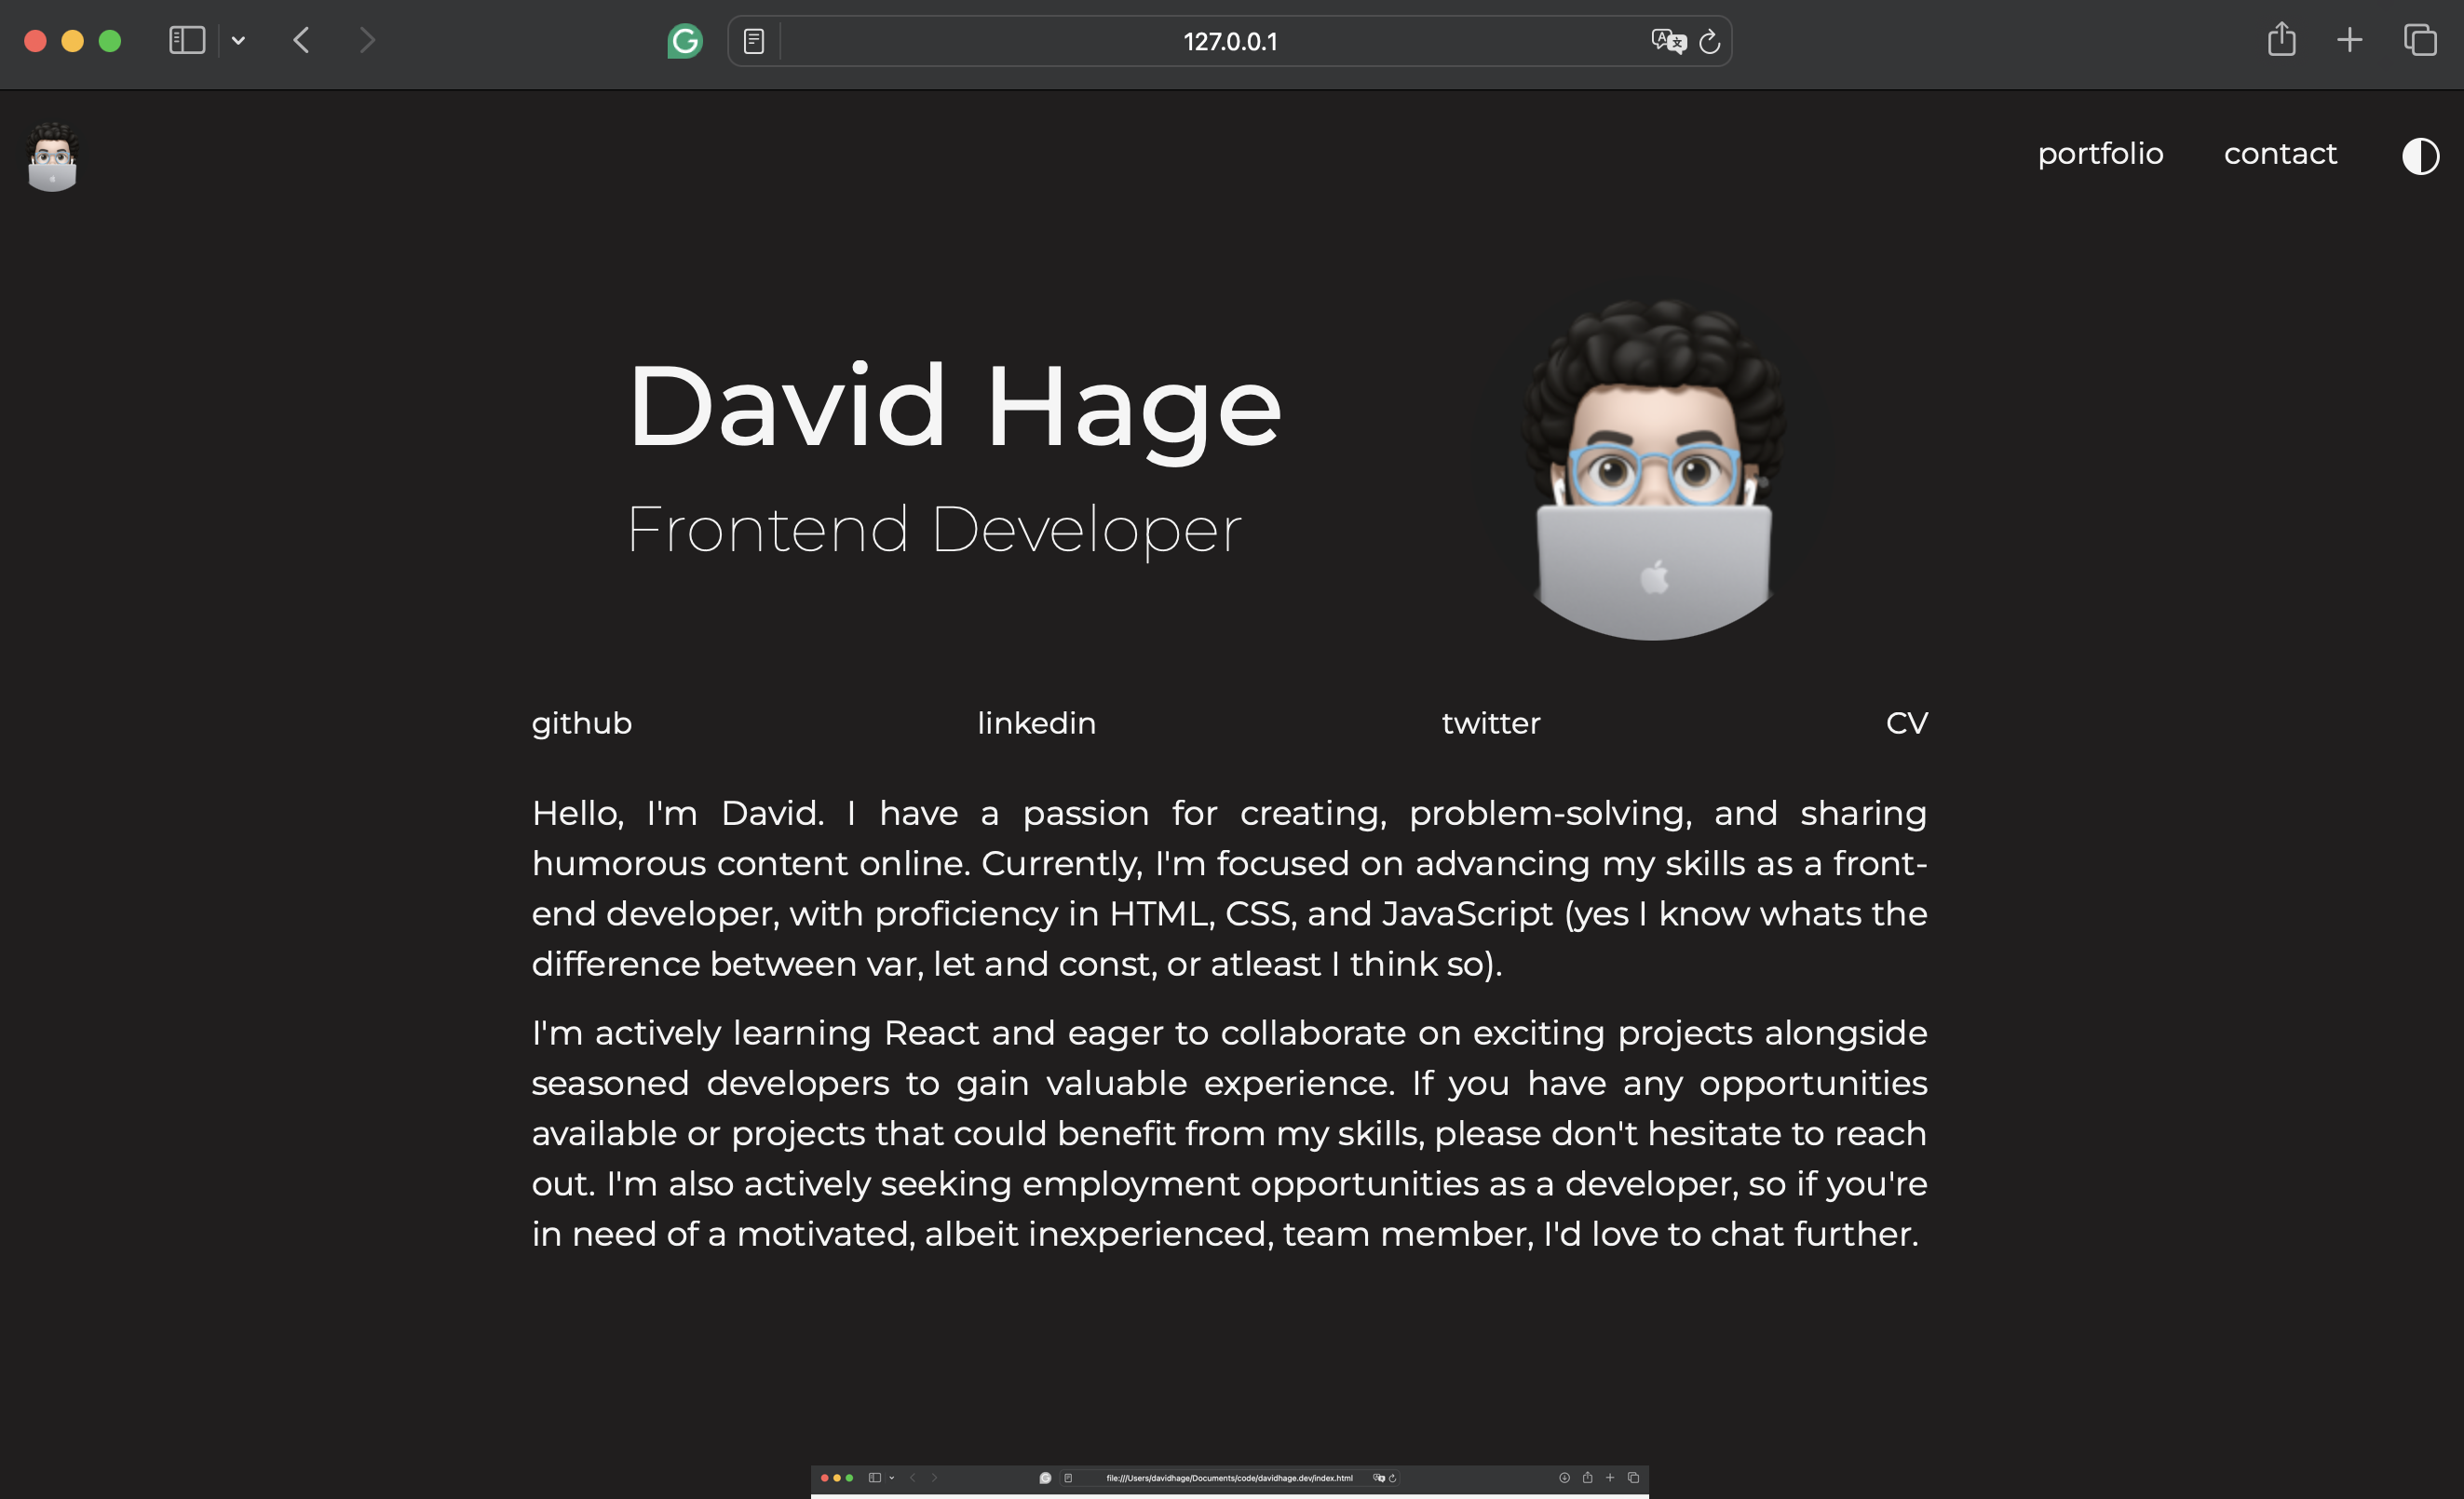 127.0.0.1
portfolio contact
David Hage
Frontend Developer
github linkedin twitter CV
Hello, I'm David. I have a passion for creating, problem-solving, and sharing
humorous content online. Currently, I'm focused on advancing my skills as a front-
end developer, with proficiency in HTML, CSS, and JavaScript (yes I know whats the
difference between var, let and const, or atleast I think so).
I'm actively learning React and eager to collaborate on exciting projects alongside
seasoned developers to gain valuable experience. If you have any opportunities
available or projects that could benefit from my skills, please don't hesitate to reach
out. I'm also actively seeking employment opportunities as a developer, so if you're
in need of a motivated, albeit inexperienced, team member, I'd love to chat further.
file:///Users/davidhage/Documents/code/davidhage.dev/index.html